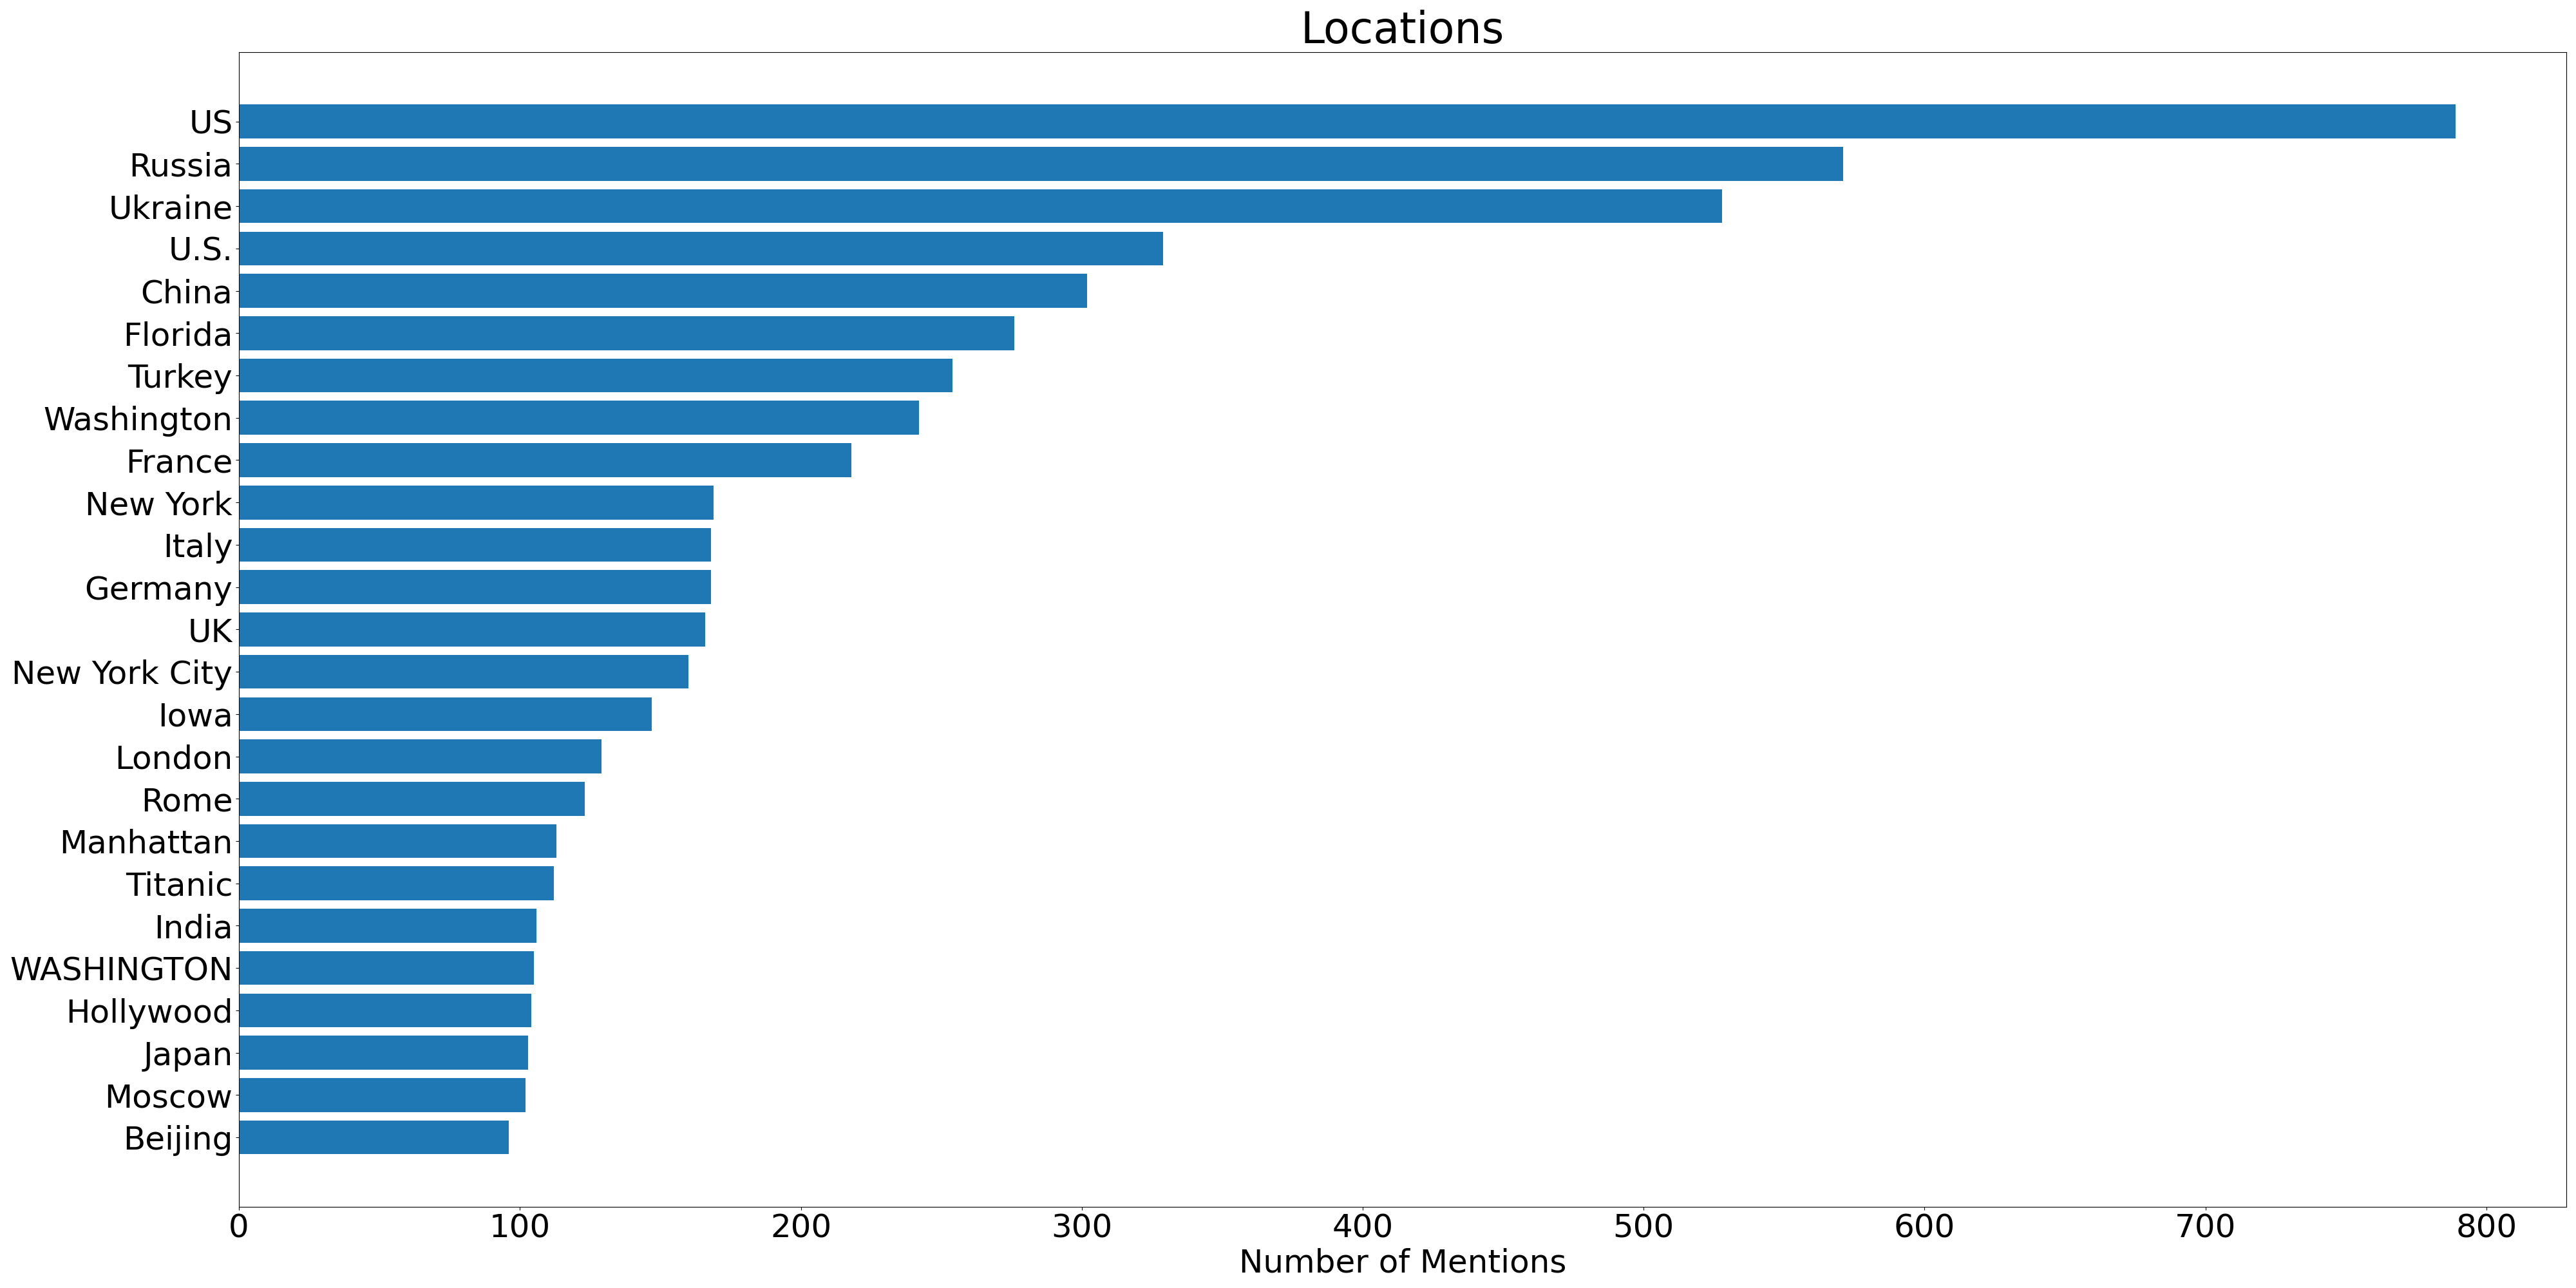 Locations
US
Russia
Ukraine
U.S.
China
Florida
Turkey
Washington
France
New York
Italy
Germany
UK
New York City
Iowa
London
Rome
Manhattan
Titanic
India
WASHINGTON
Hollywood
Japan
Moscow
Beijing
0 100 200 300 400 500 600 700 800
Number of Mentions